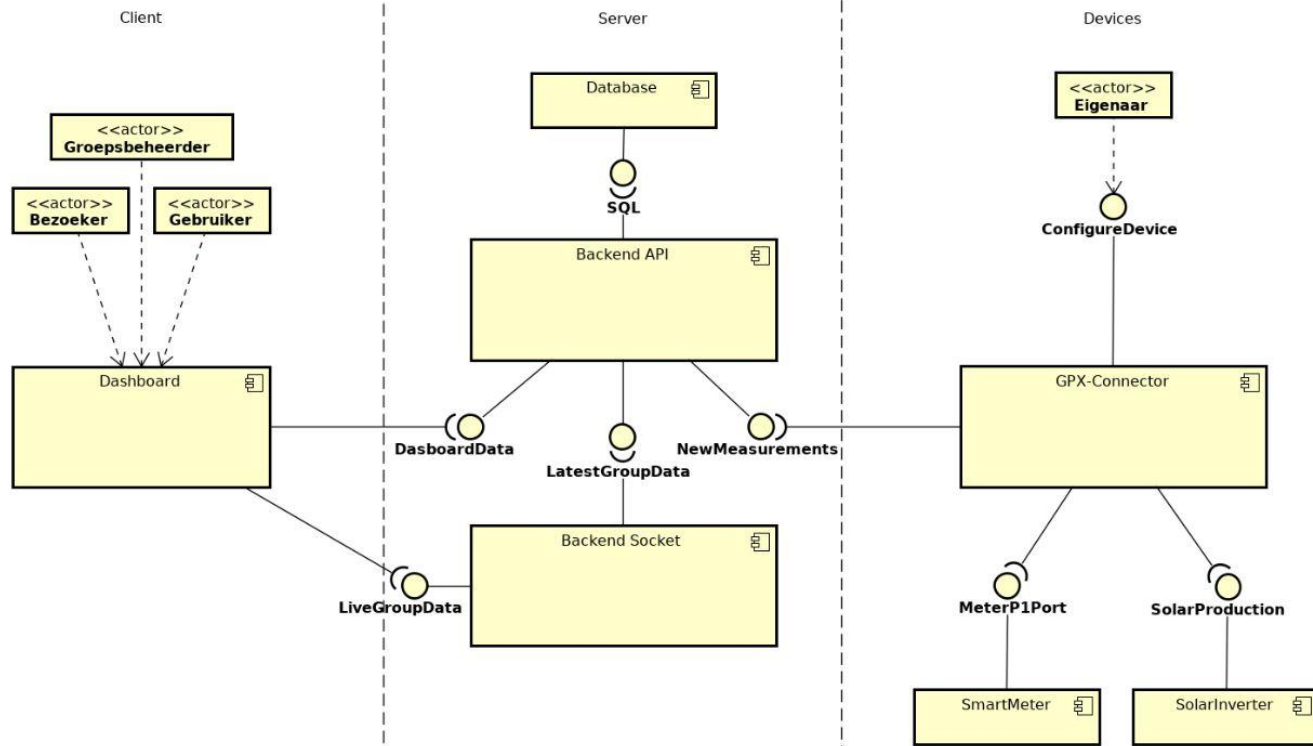 Client
Server
Devices
Database
<<actor>>
Eigenaar
<<actor>>
Groepsbeheerder
<<actor>>
Bezoeker
<<actor>>
Gebruiker
SQL
ConfigureDevice
Backend API
Dashboard
GPX-Connector
DasboardData
LatestGroupData
NewMeasurements
Backend Socket
LiveGroupData
MeterP1Port
SolarProduction
SmartMeter
SolarInverter